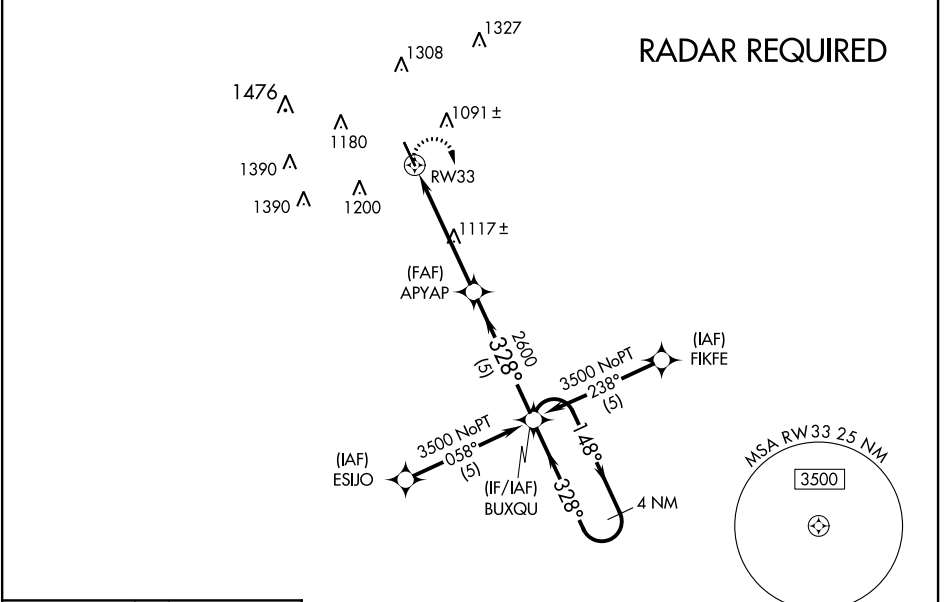 1327
1308
RADAR REQUIRED
1476
1091 ±
1180
1390
RW33
1390
1200
1117 ±
(FAF)
APYAP
2600
328°
(5)
(IAF)
FIKFE
3500 NoPT
238°
(5)
3500 NoPT
058°
(5)
(IAF)
ESIJO
(IF/IAF)
BUXQU
148°
328°
4 NM
MSA RW33 25 NM
3500